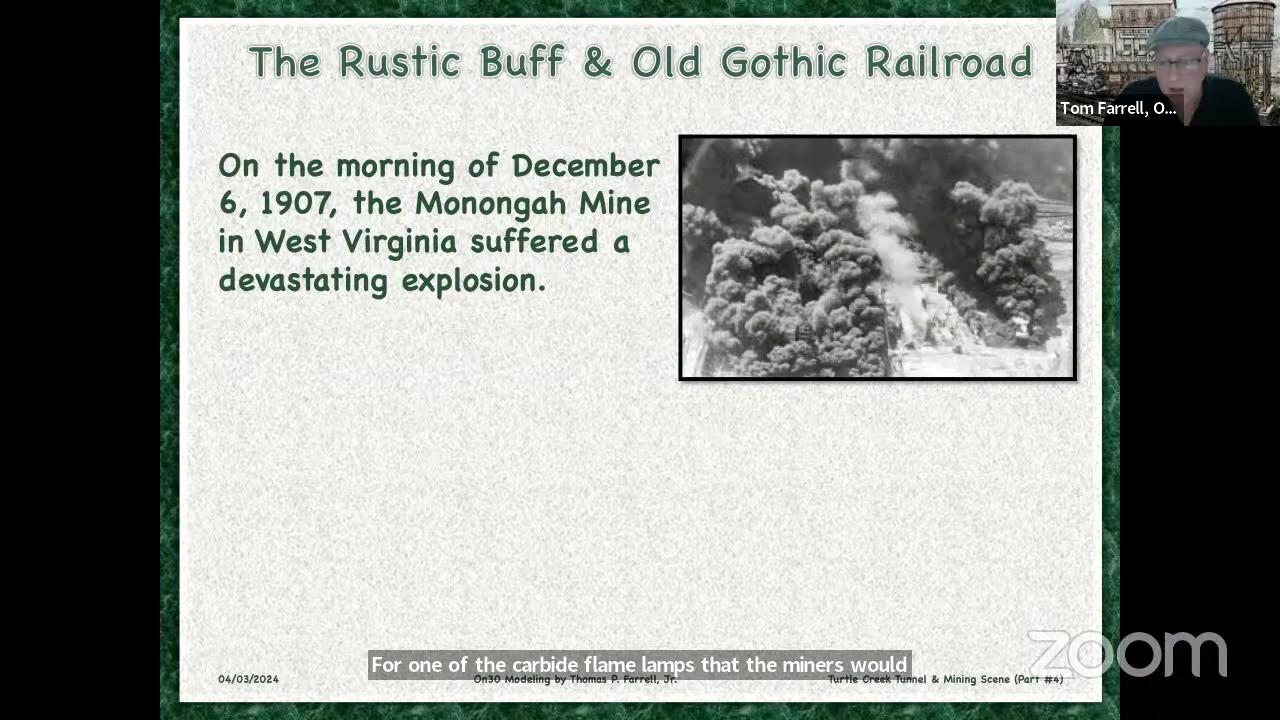 The Rustic Buff & Old Gothic Railroad
Tom Farrell, O...
On the morning of December
6, 1907, the Monongah Mine
in West Virginia suffered a
devastating explosion.
zoom
For one of the carbide flame lamps that the miners would
04/03/2024
On30 Modeling by Thomas P. Farrell, Jr.
Turtle Creek Tunnel & Mining Scene (Part #4)